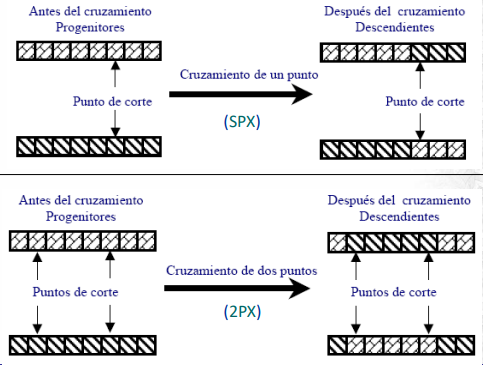 Antes del cruzamiento
Progenitores
Después del cruzamiento
Descendientes
Cruzamiento de un punto
Punto de corte
Punto de corte
(SPX)
Antes del cruzamiento
Progenitores
Después del cruzamiento
Descendientes
Cruzamiento de dos puntos
Puntos de corte
Puntos de corte
(2PX)